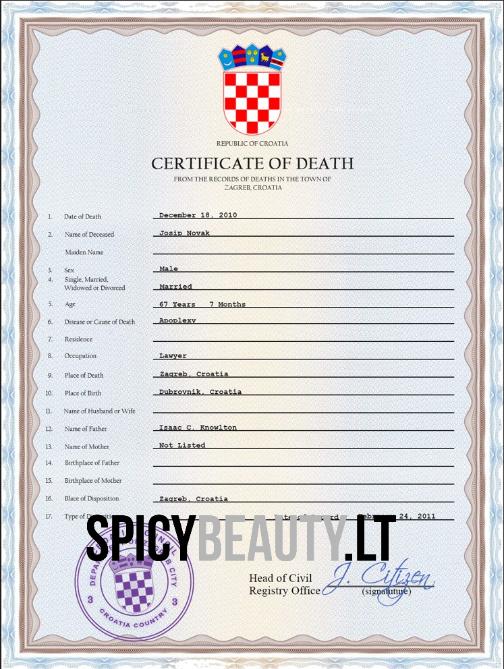 REPUBLIC OF CROATIA
CERTIFICATE OF DEATH
FROM THE RECORDS OF DEATHS IN THE TOWN OF
ZAGREB, CROATIA
1. Date of Death December 18, 2010
2. Name of Deceased Josip Novak
Maiden Name
3. Sex Male
4. Single, Married,
Widowed or Divorced Married
5. Age 67 Years 7 Months
6. Disease or Cause of Death Apoplexy
7. Residence
8. Occupation Lawyer
9. Place of Death Zagreb, Croatia
10. Place of Birth Dubrovnik, Croatia
11. Name of Husband or Wife
12. Name of Father Isaac C. Knowlton
13. Name of Mother Not Listed
14. Birthplace of Father
15. Birthplace of Mother
16. Place of Disposition Zagreb, Croatia
17. Type of 24, 2011
SPICYBEAUTY.LT
CITY
3 3
CROATIA COUNTRY
Head of Civil
Registry Office J. Citizen
(signature)